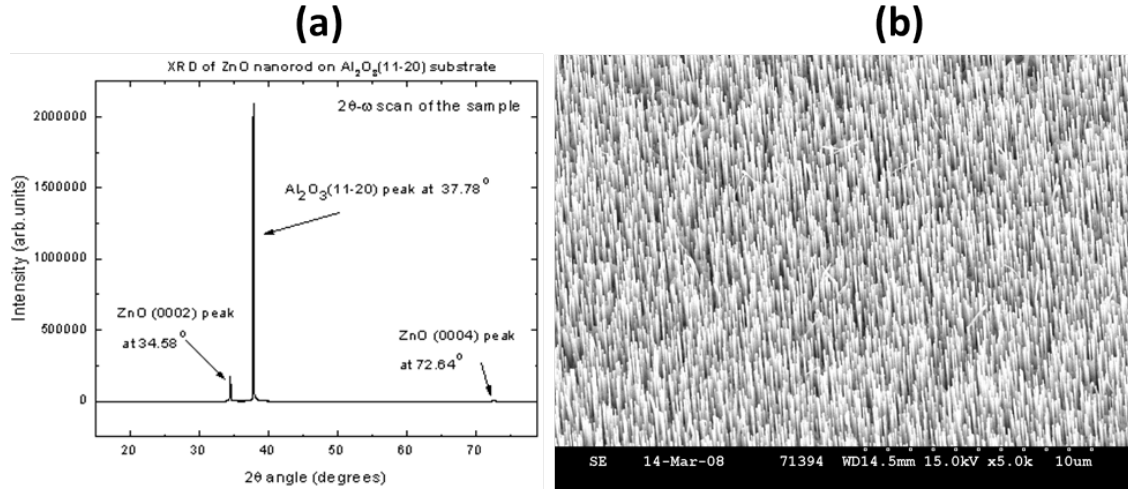 (a)
(b)
XRD of ZnO nanorod on Al₂O₃(11-20) substrate
2θ-ω scan of the sample
Al₂O₃(11-20) peak at 37.78⁰
ZnO (0002) peak
at 34.58⁰
ZnO (0004) peak
at 72.64⁰
Intensity (arb.units)
2000000
1500000
1000000
500000
0
20
30
40
50
60
70
2θ angle (degrees)
SE 14-Mar-08 71394 WD14.5mm 15.0kV x5.0k 10um